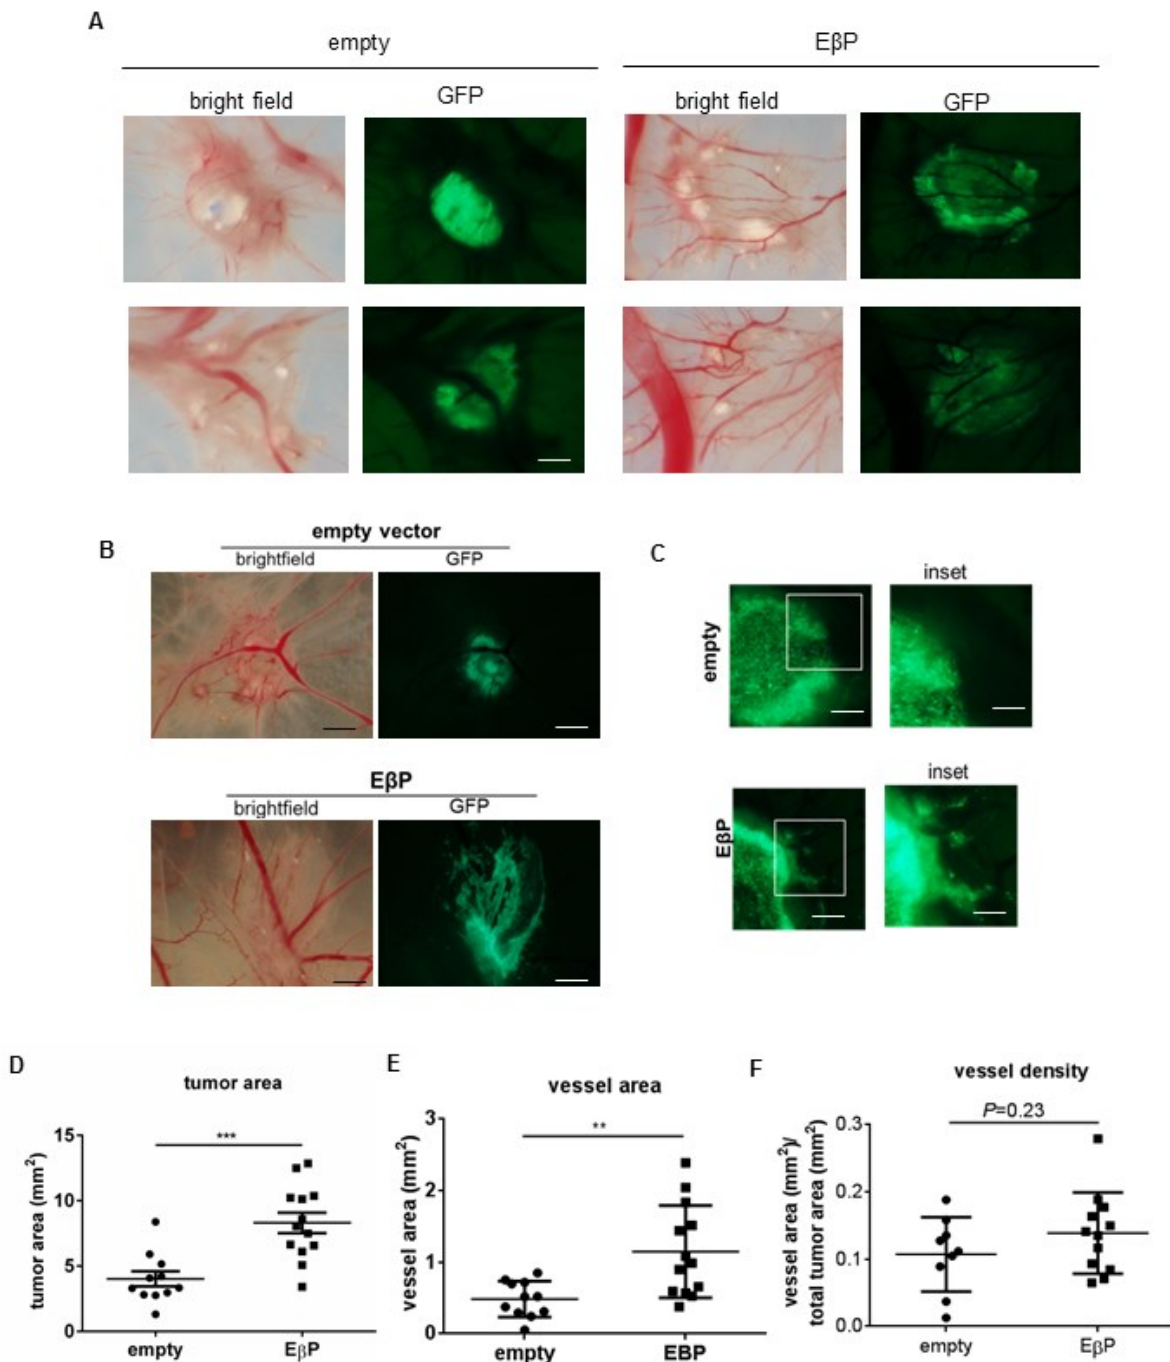 A
empty
EβP
bright field
GFP
bright field
GFP
B
empty vector
brightfield
GFP
EβP
brightfield
GFP
C
inset
empty
inset
EβP
D
tumor area
***
tumor area (mm²)
15
10
5
0
empty
EβP
E
vessel area
**
vessel area (mm²)
3
2
1
0
empty
EBP
F
vessel density
P=0.23
vessel area (mm²)/
total tumor area (mm²)
0.3
0.2
0.1
0.0
empty
EβP